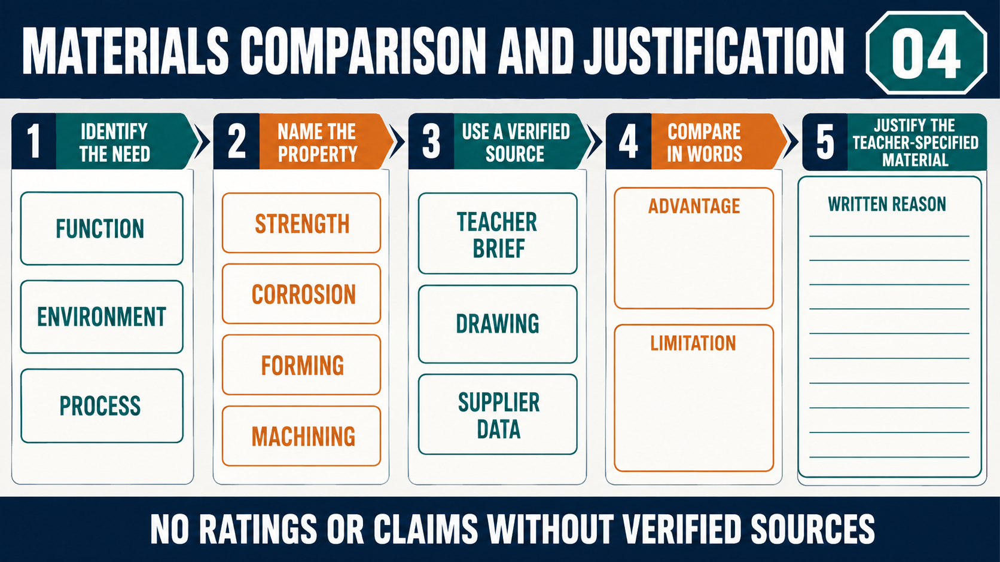 MATERIALS COMPARISON AND JUSTIFICATION
04
1
IDENTIFY
THE NEED
FUNCTION
ENVIRONMENT
PROCESS
2
NAME THE
PROPERTY
STRENGTH
CORROSION
FORMING
MACHINING
3
USE A VERIFIED
SOURCE
TEACHER
BRIEF
DRAWING
SUPPLIER
DATA
4
COMPARE
IN WORDS
ADVANTAGE
LIMITATION
5
JUSTIFY THE
TEACHER-SPECIFIED
MATERIAL
WRITTEN REASON
NO RATINGS OR CLAIMS WITHOUT VERIFIED SOURCES